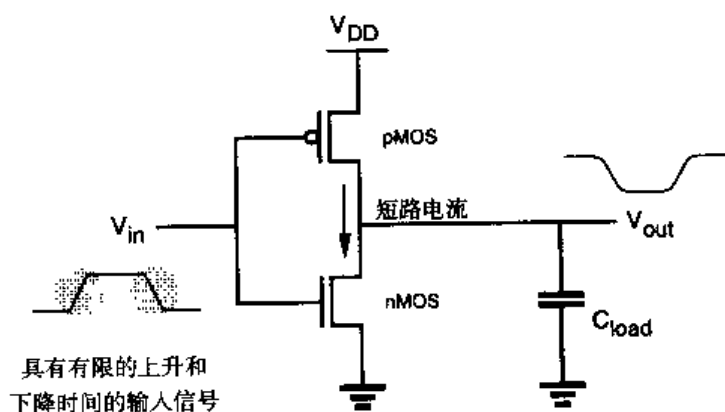 VDD
pMOS
短路电流
Vin
Vout
nMOS
Cload
具有有限的上升和
下降时间的输入信号